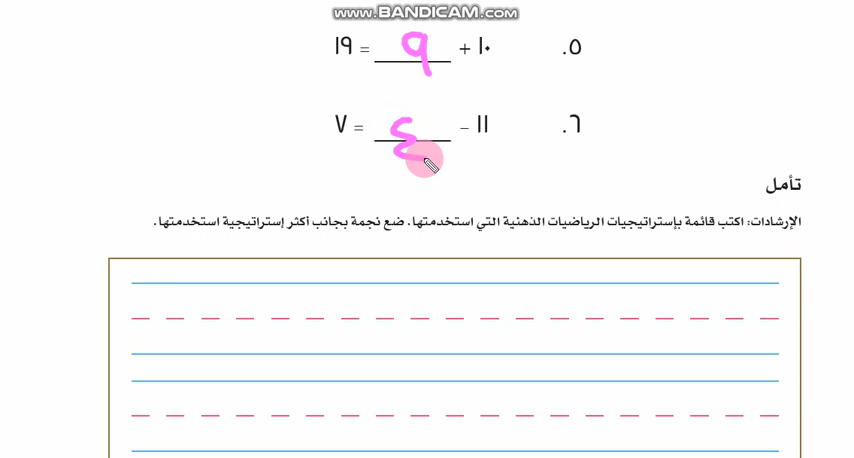 WWW.BANDICAM.COM
٥. ١٠ + ٩ = ١٩
٦. ١١ − ٤ = ٧
تأمل
الإرشادات: اكتب قائمة بإستراتيجيات الرياضيات الذهنية التي استخدمتها. ضع نجمة بجانب أكثر إستراتيجية استخدمتها.